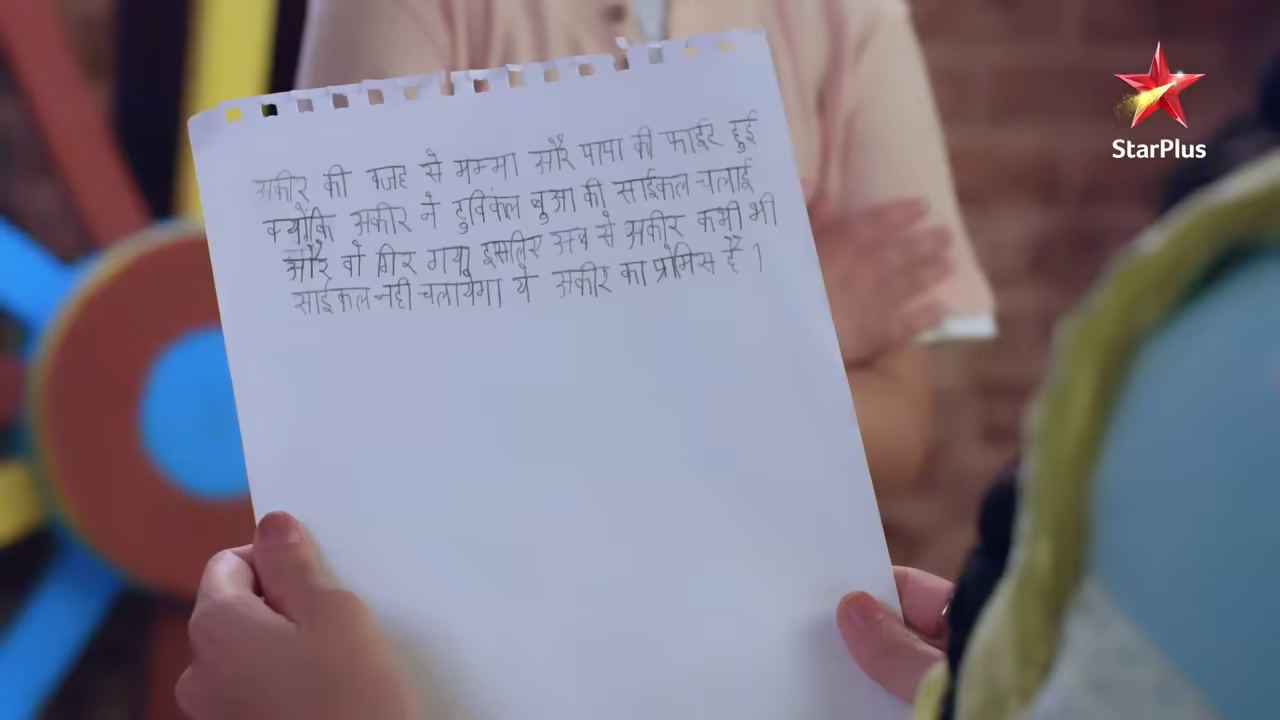 अकीर की वजह से मम्मा और पापा की फाईर हुई
क्योंकि अकीर ने टुविंकल बुआ की साईकल चलाई
और वो गिर गया इसलिए अब से अकीर कभी भी
साईकल नही चलायेगा ये अकीर का प्रोमिस है।
StarPlus